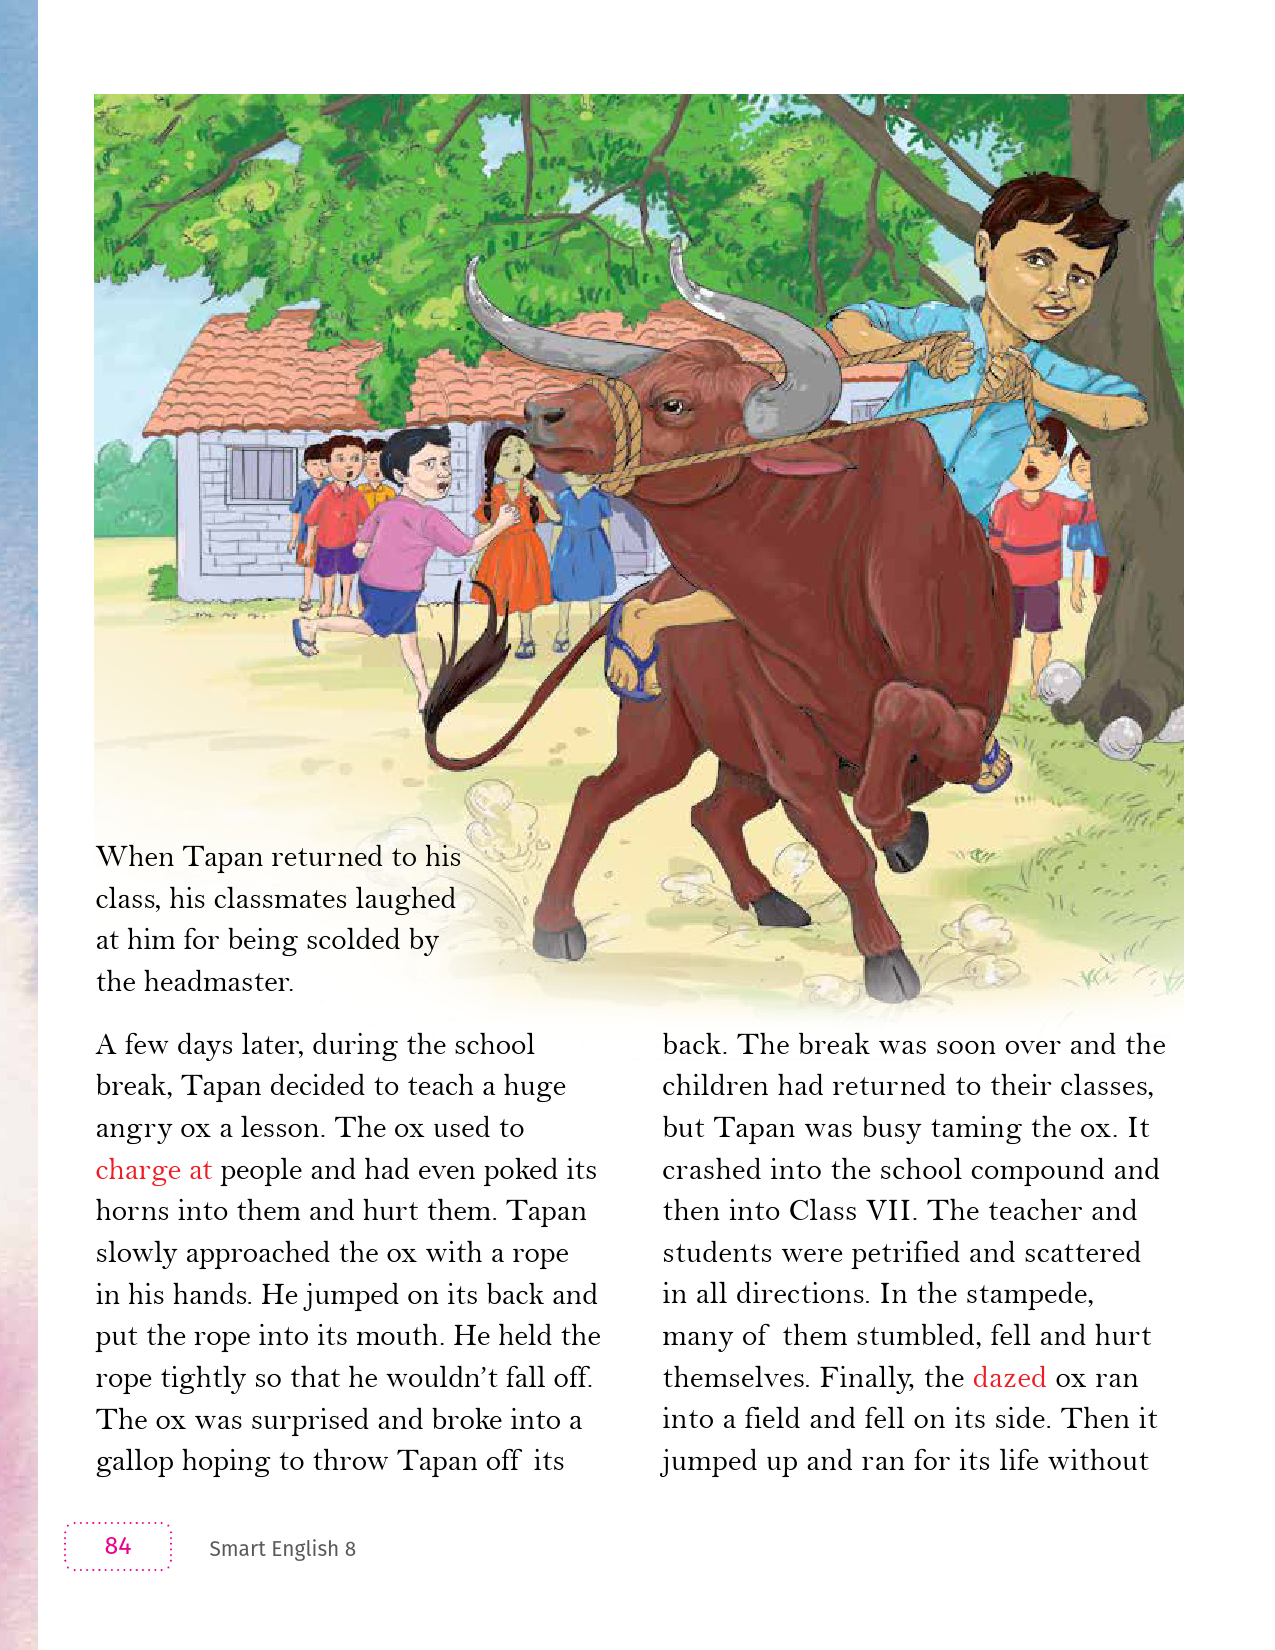 When Tapan returned to his
class, his classmates laughed
at him for being scolded by
the headmaster.
A few days later, during the school
break, Tapan decided to teach a huge
angry ox a lesson. The ox used to
charge at people and had even poked its
horns into them and hurt them. Tapan
slowly approached the ox with a rope
in his hands. He jumped on its back and
put the rope into its mouth. He held the
rope tightly so that he wouldn’t fall off.
The ox was surprised and broke into a
gallop hoping to throw Tapan off its
back. The break was soon over and the
children had returned to their classes,
but Tapan was busy taming the ox. It
crashed into the school compound and
then into Class VII. The teacher and
students were petrified and scattered
in all directions. In the stampede,
many of them stumbled, fell and hurt
themselves. Finally, the dazed ox ran
into a field and fell on its side. Then it
jumped up and ran for its life without
84
Smart English 8